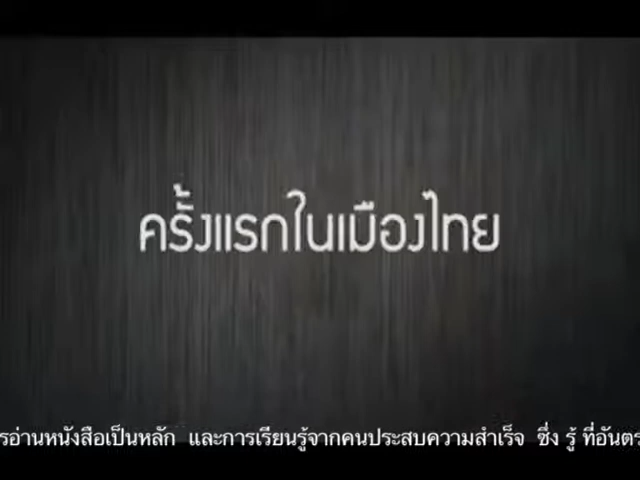 ครั้งแรกในเมืองไทย
รอ่านหนังสือเป็นหลัก และการเรียนรู้จากคนประสบความสำเร็จ ซึ่ง รู้ ที่อันตร